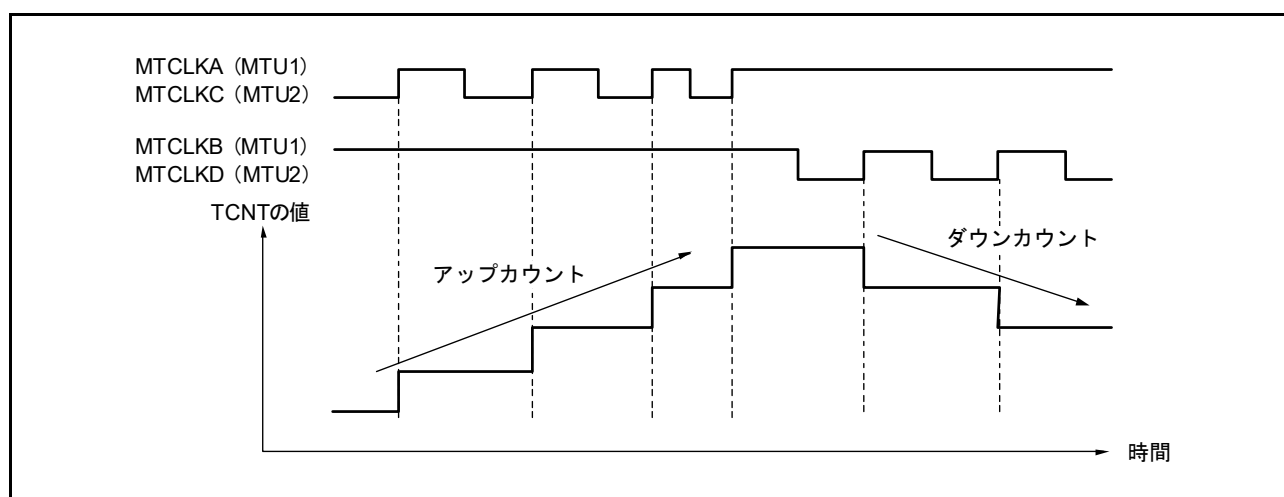 MTCLKA (MTU1)
MTCLKC (MTU2)
MTCLKB (MTU1)
MTCLKD (MTU2)
TCNTの値
アップカウント
ダウンカウント
時間